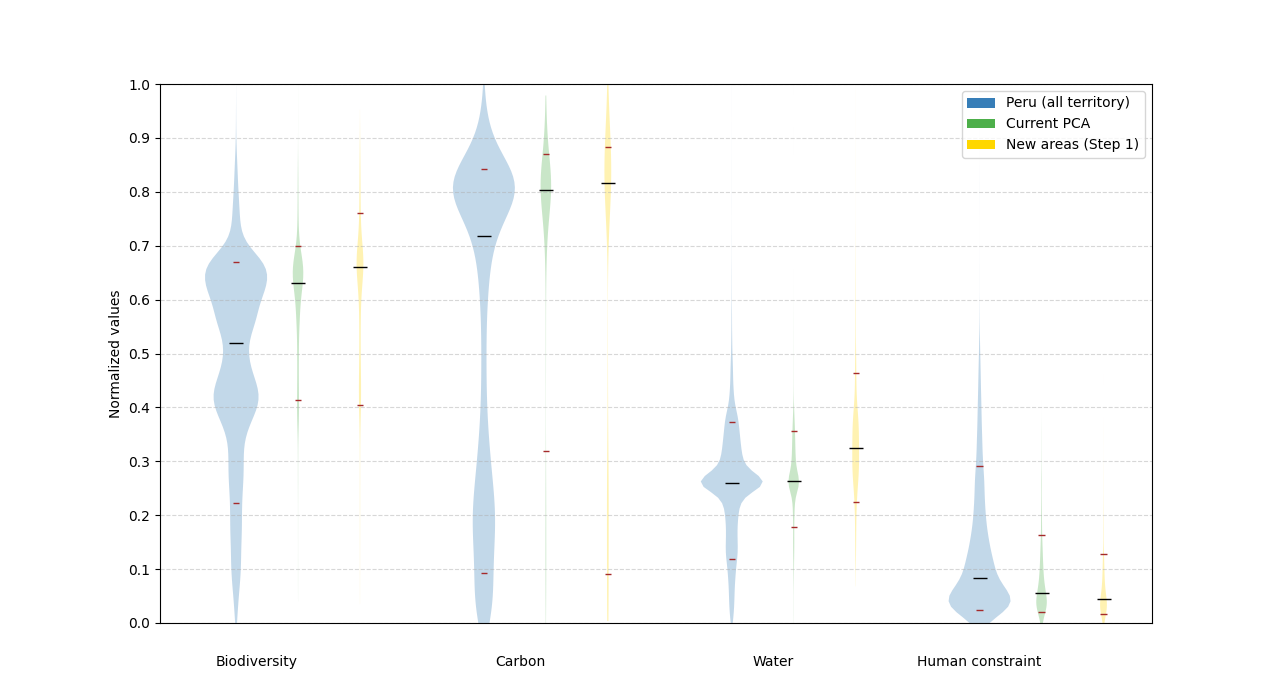 1.0
0.9
0.8
0.7
0.6
0.5
0.4
0.3
0.2
0.1
0.0
Normalized values
Peru (all territory)
Current PCA
New areas (Step 1)
Biodiversity
Carbon
Water
Human constraint